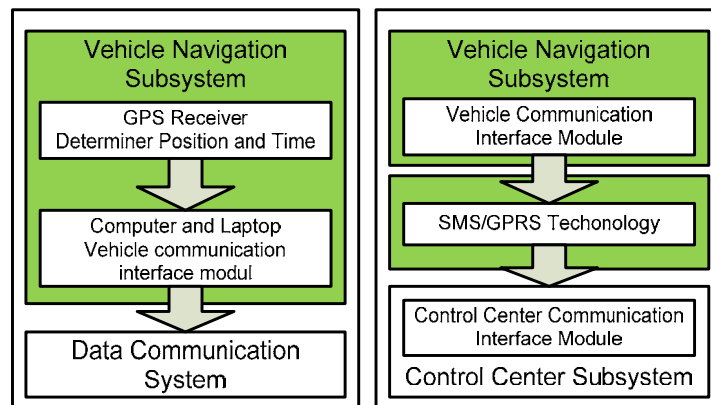 Vehicle Navigation
Subsystem
GPS Receiver
Determiner Position and Time
Computer and Laptop
Vehicle communication
interface modul
Data Communication
System
Vehicle Navigation
Subsystem
Vehicle Communication
Interface Module
SMS/GPRS Techonology
Control Center Communication
Interface Module
Control Center Subsystem